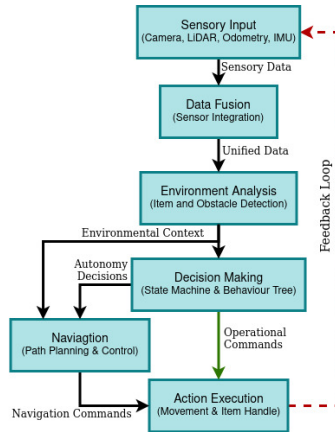 Sensory Input
(Camera, LiDAR, Odometry, IMU)
Sensory Data
Data Fusion
(Sensor Integration)
Unified Data
Environment Analysis
(Item and Obstacle Detection)
Environmental Context
Autonomy
Decisions
Decision Making
(State Machine & Behaviour Tree)
Naviagtion
(Path Planning & Control)
Operational
Commands
Navigation Commands
Action Execution
(Movement & Item Handle)
Feedback Loop